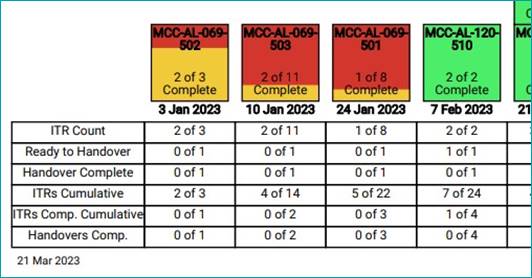 MCC-AL-069-
502
2 of 3
Complete
3 Jan 2023
MCC-AL-069-
503
2 of 11
Complete
10 Jan 2023
MCC-AL-069-
501
1 of 8
Complete
24 Jan 2023
MCC-AL-120-
510
2 of 2
Complete
7 Feb 2023
21
ITR Count 2 of 3 2 of 11 1 of 8 2 of 2
Ready to Handover 0 of 1 0 of 1 0 of 1 1 of 1
Handover Complete 0 of 1 0 of 1 0 of 1 0 of 1
ITRs Cumulative 2 of 3 4 of 14 5 of 22 7 of 24
ITRs Comp. Cumulative 0 of 1 0 of 2 0 of 3 1 of 4
Handovers Comp. 0 of 1 0 of 2 0 of 3 0 of 4
21 Mar 2023